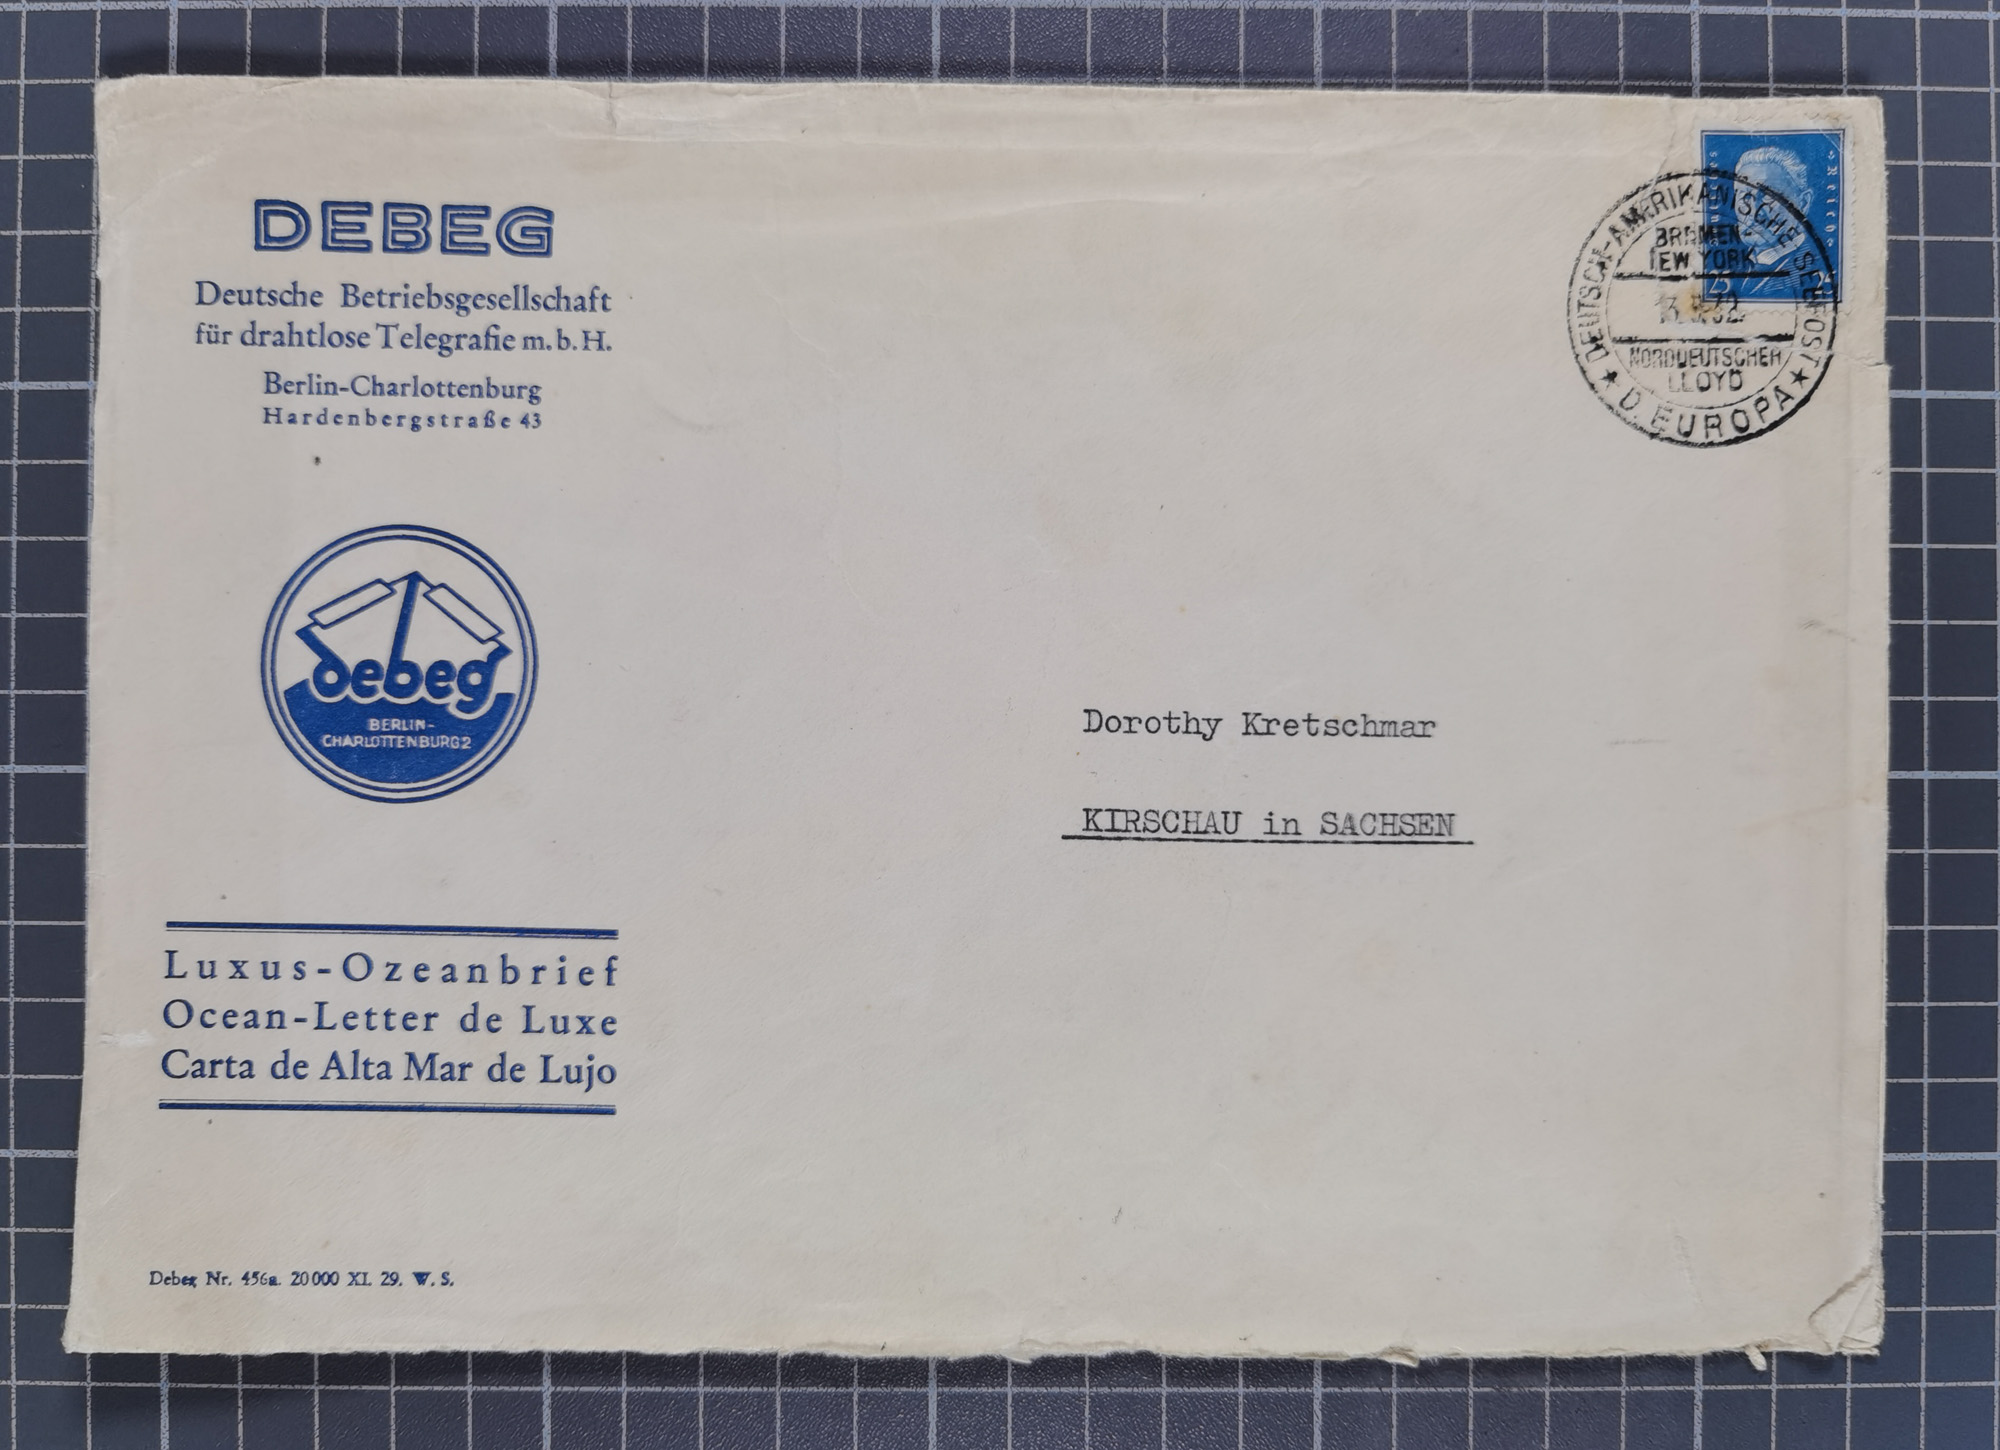 DEBEG
Deutsche Betriebsgesellschaft
für drahtlose Telegrafie m.b.H.
Berlin-Charlottenburg
Hardenbergstraße 43
debeg
BERLIN-
CHARLOTTENBURG2
Luxus-Ozeanbrief
Ocean-Letter de Luxe
Carta de Alta Mar de Lujo
Debeg Nr. 456a. 20000 XI. 29. W. S.
DEUTSCH-AMERIKANISCHE SEEPOST
BREMEN-
NEW YORK
NORDDEUTSCHER
LLOYD
★ D. EUROPA ★
25
Dorothy Kretschmar
KIRSCHAU in SACHSEN